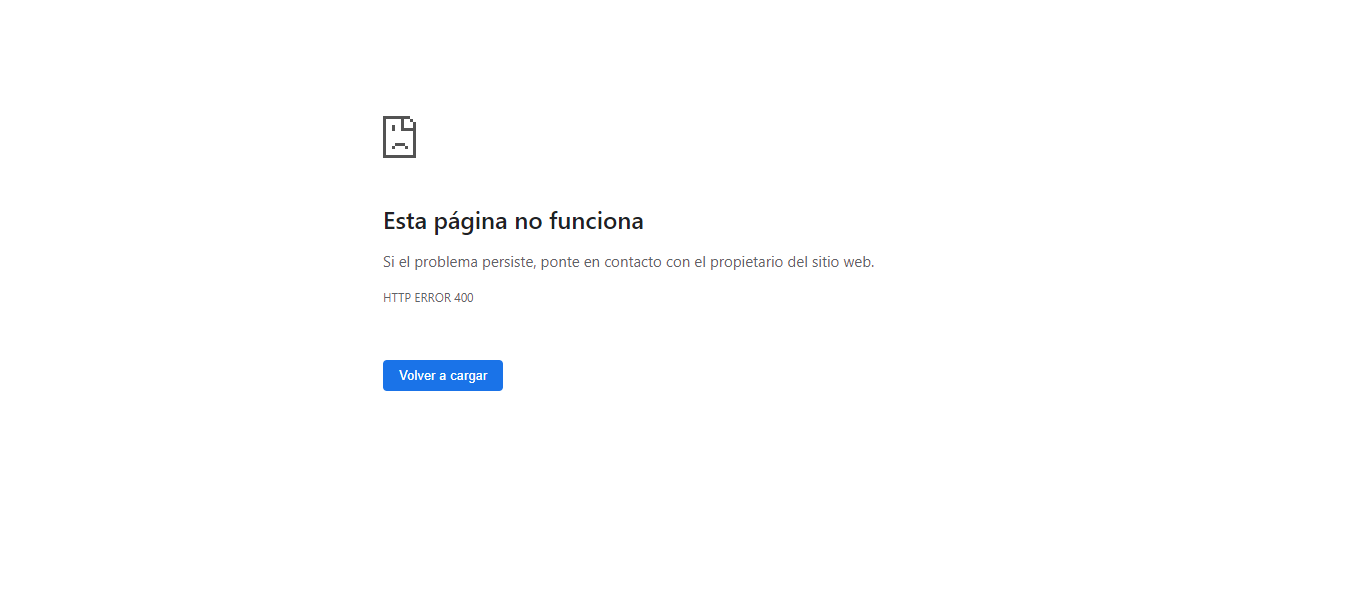 Esta página no funciona
Si el problema persiste, ponte en contacto con el propietario del sitio web.
HTTP ERROR 400
Volver a cargar